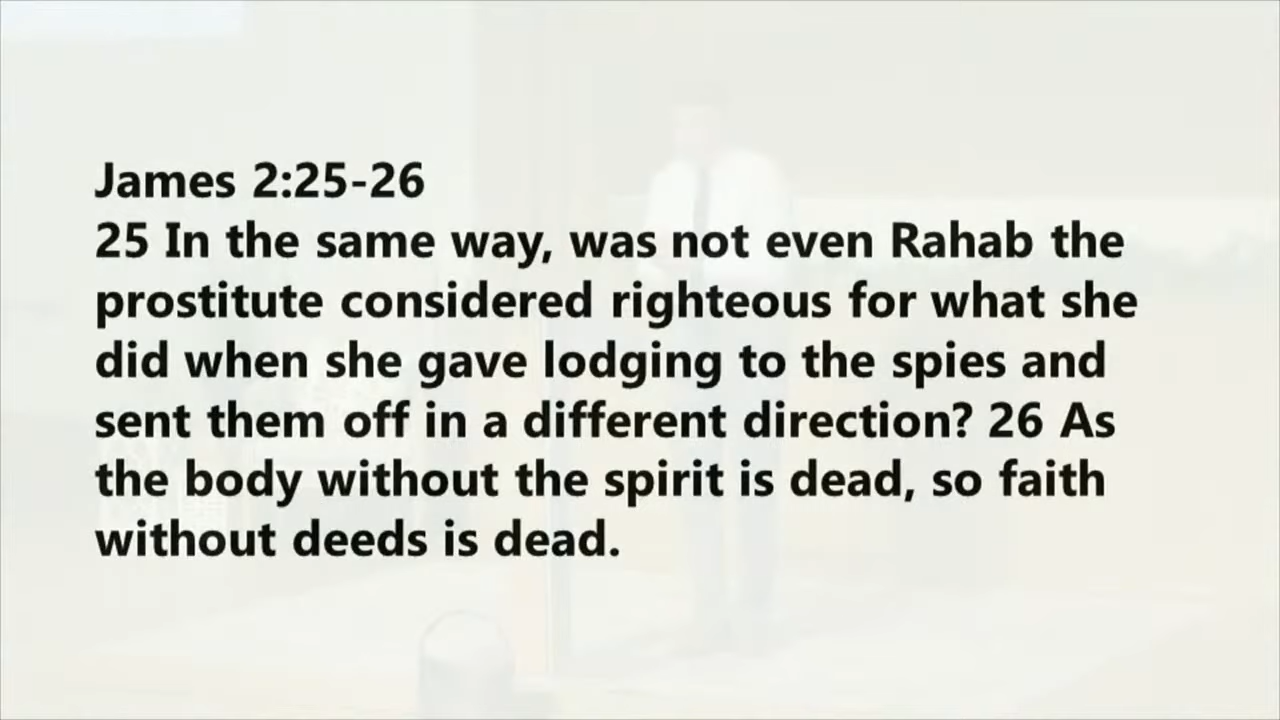 James 2:25-26
25 In the same way, was not even Rahab the
prostitute considered righteous for what she
did when she gave lodging to the spies and
sent them off in a different direction? 26 As
the body without the spirit is dead, so faith
without deeds is dead.